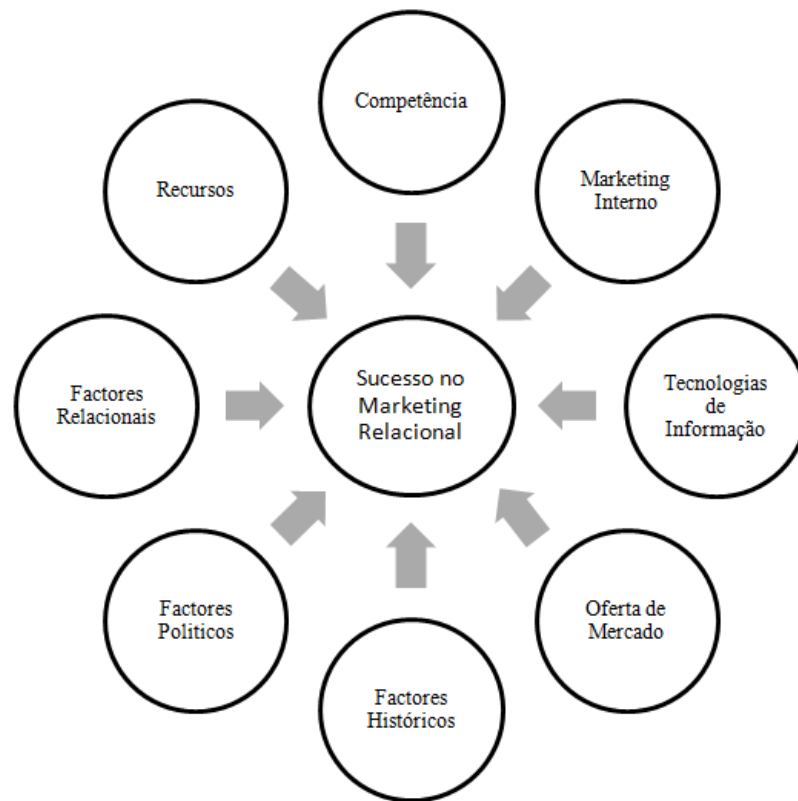 Competência
Recursos
Marketing
Interno
Factores
Relacionais
Sucesso no
Marketing
Relacional
Tecnologias
de
Informação
Factores
Politicos
Oferta de
Mercado
Factores
Históricos